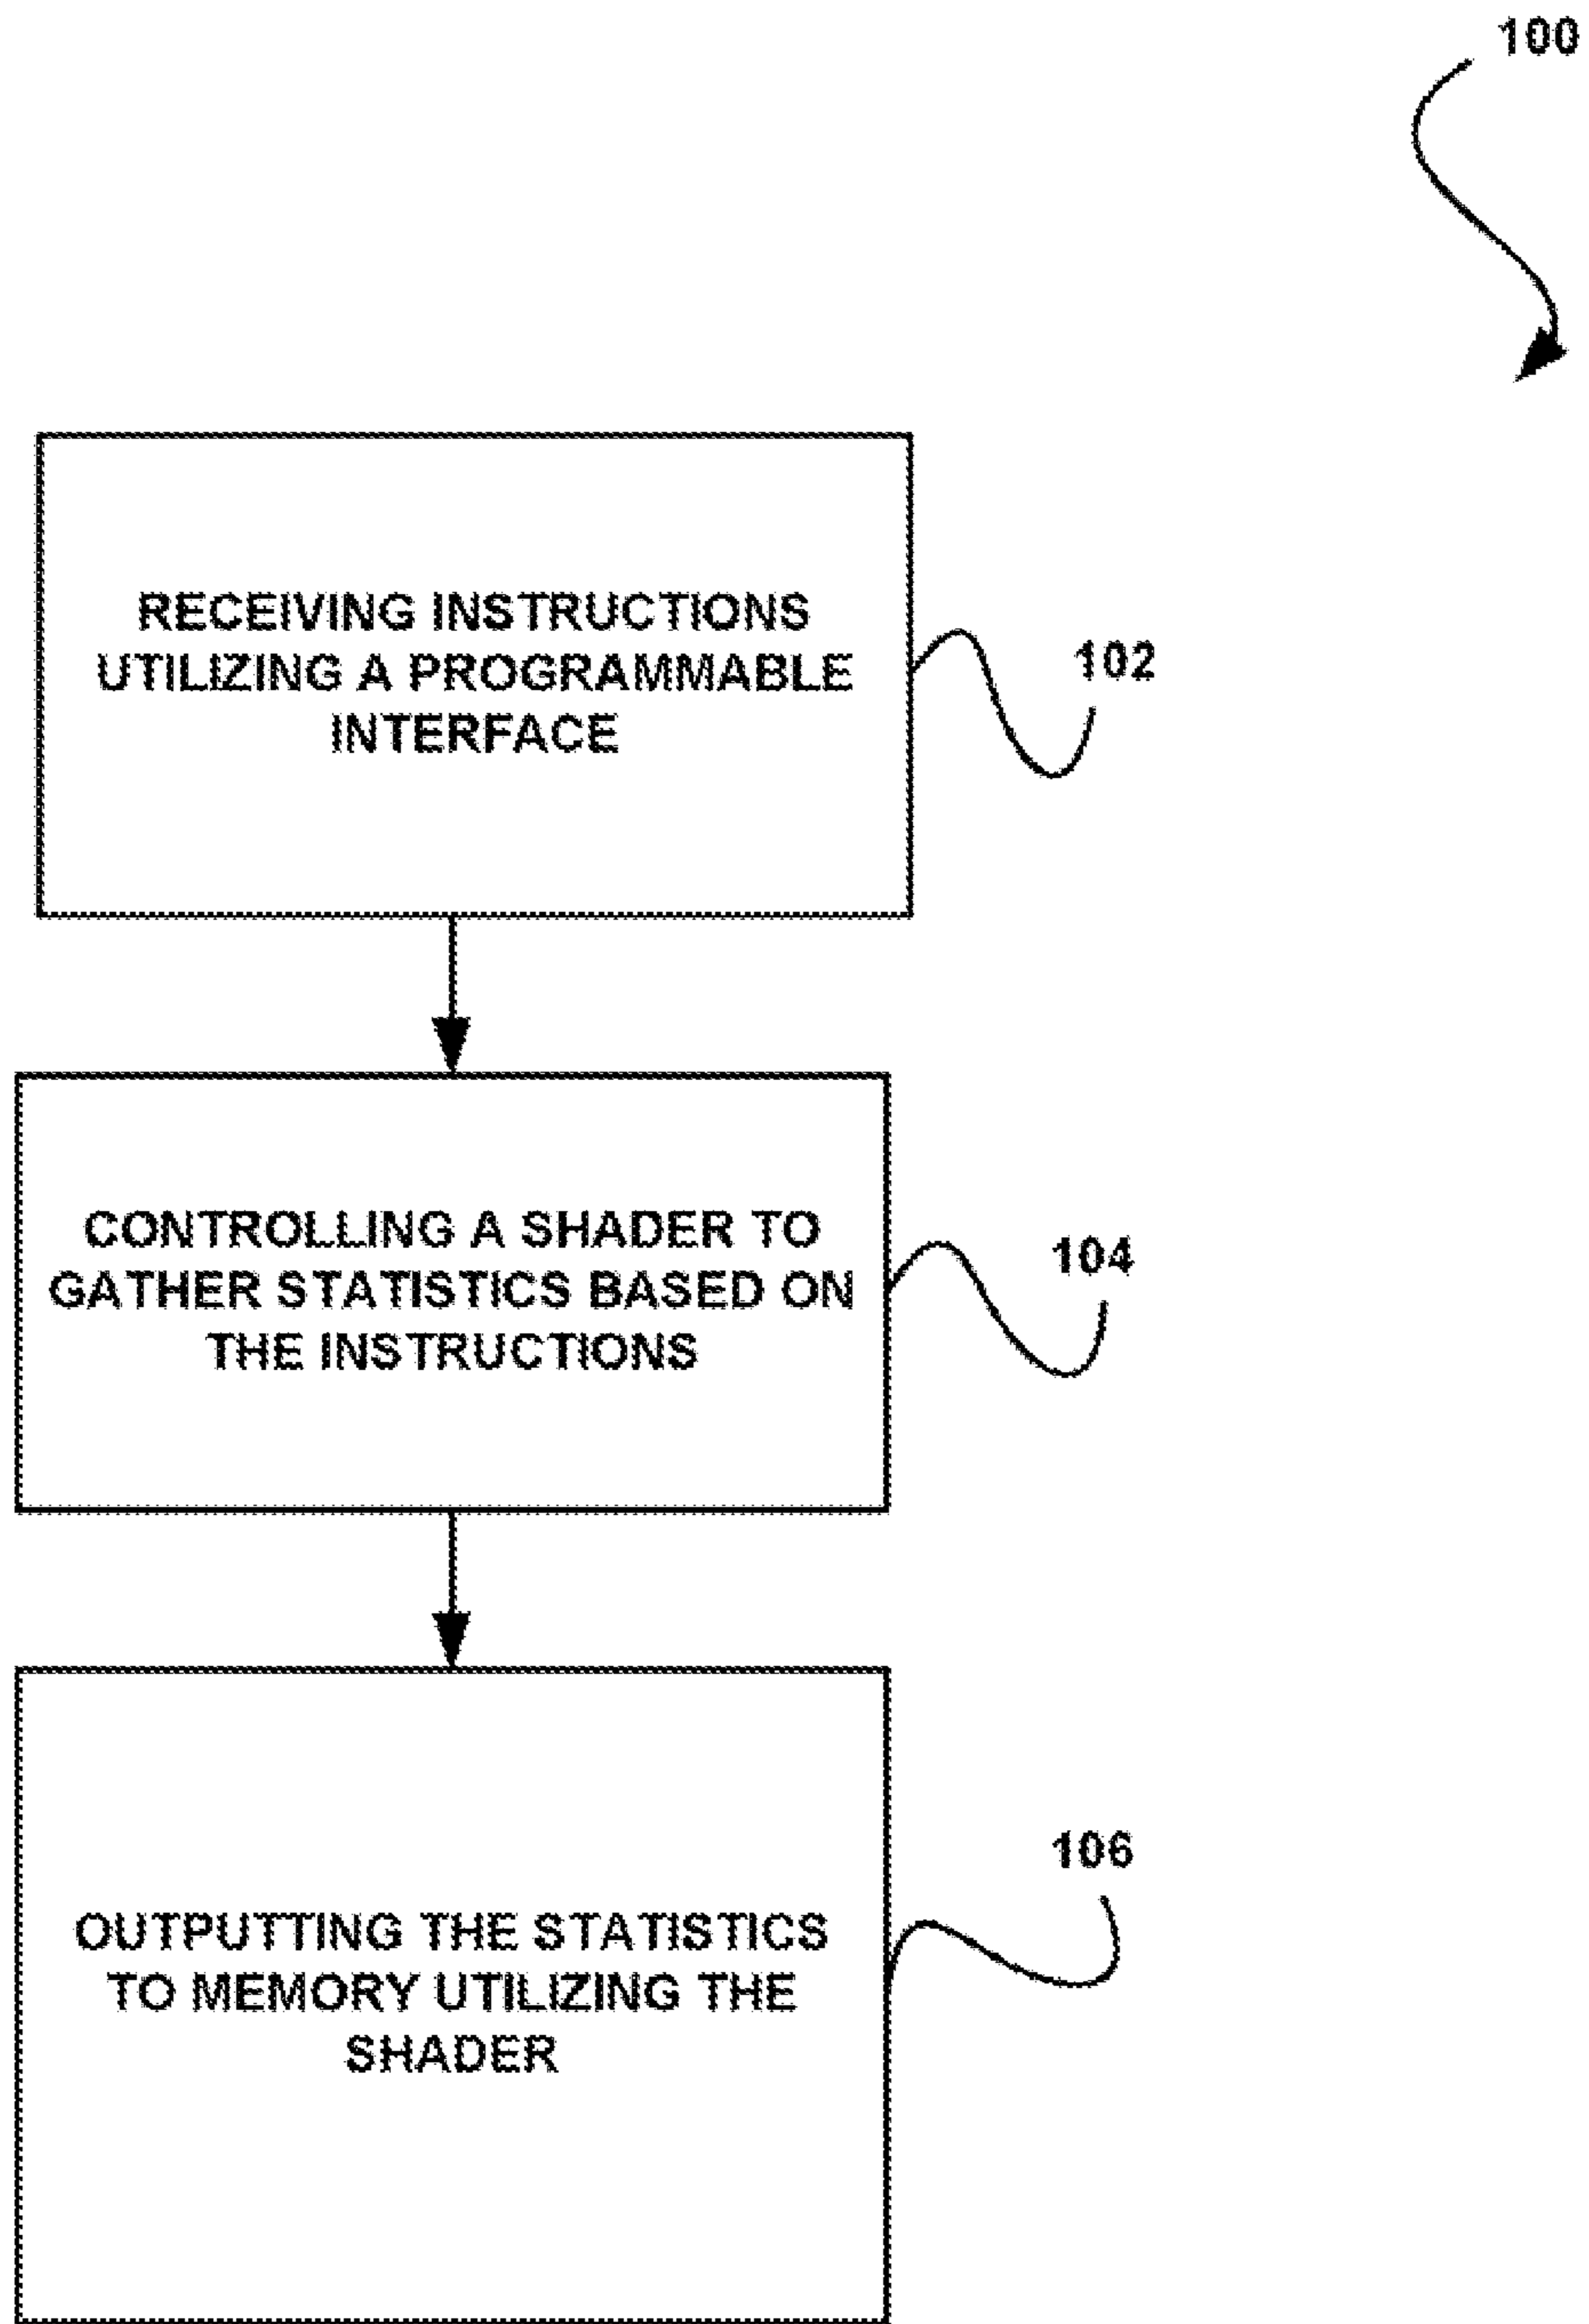 100
RECEIVING INSTRUCTIONS
UTILIZING A PROGRAMMABLE
INTERFACE
102
CONTROLLING A SHADER TO
GATHER STATISTICS BASED ON
THE INSTRUCTIONS
104
OUTPUTTING THE STATISTICS
TO MEMORY UTILIZING THE
SHADER
106